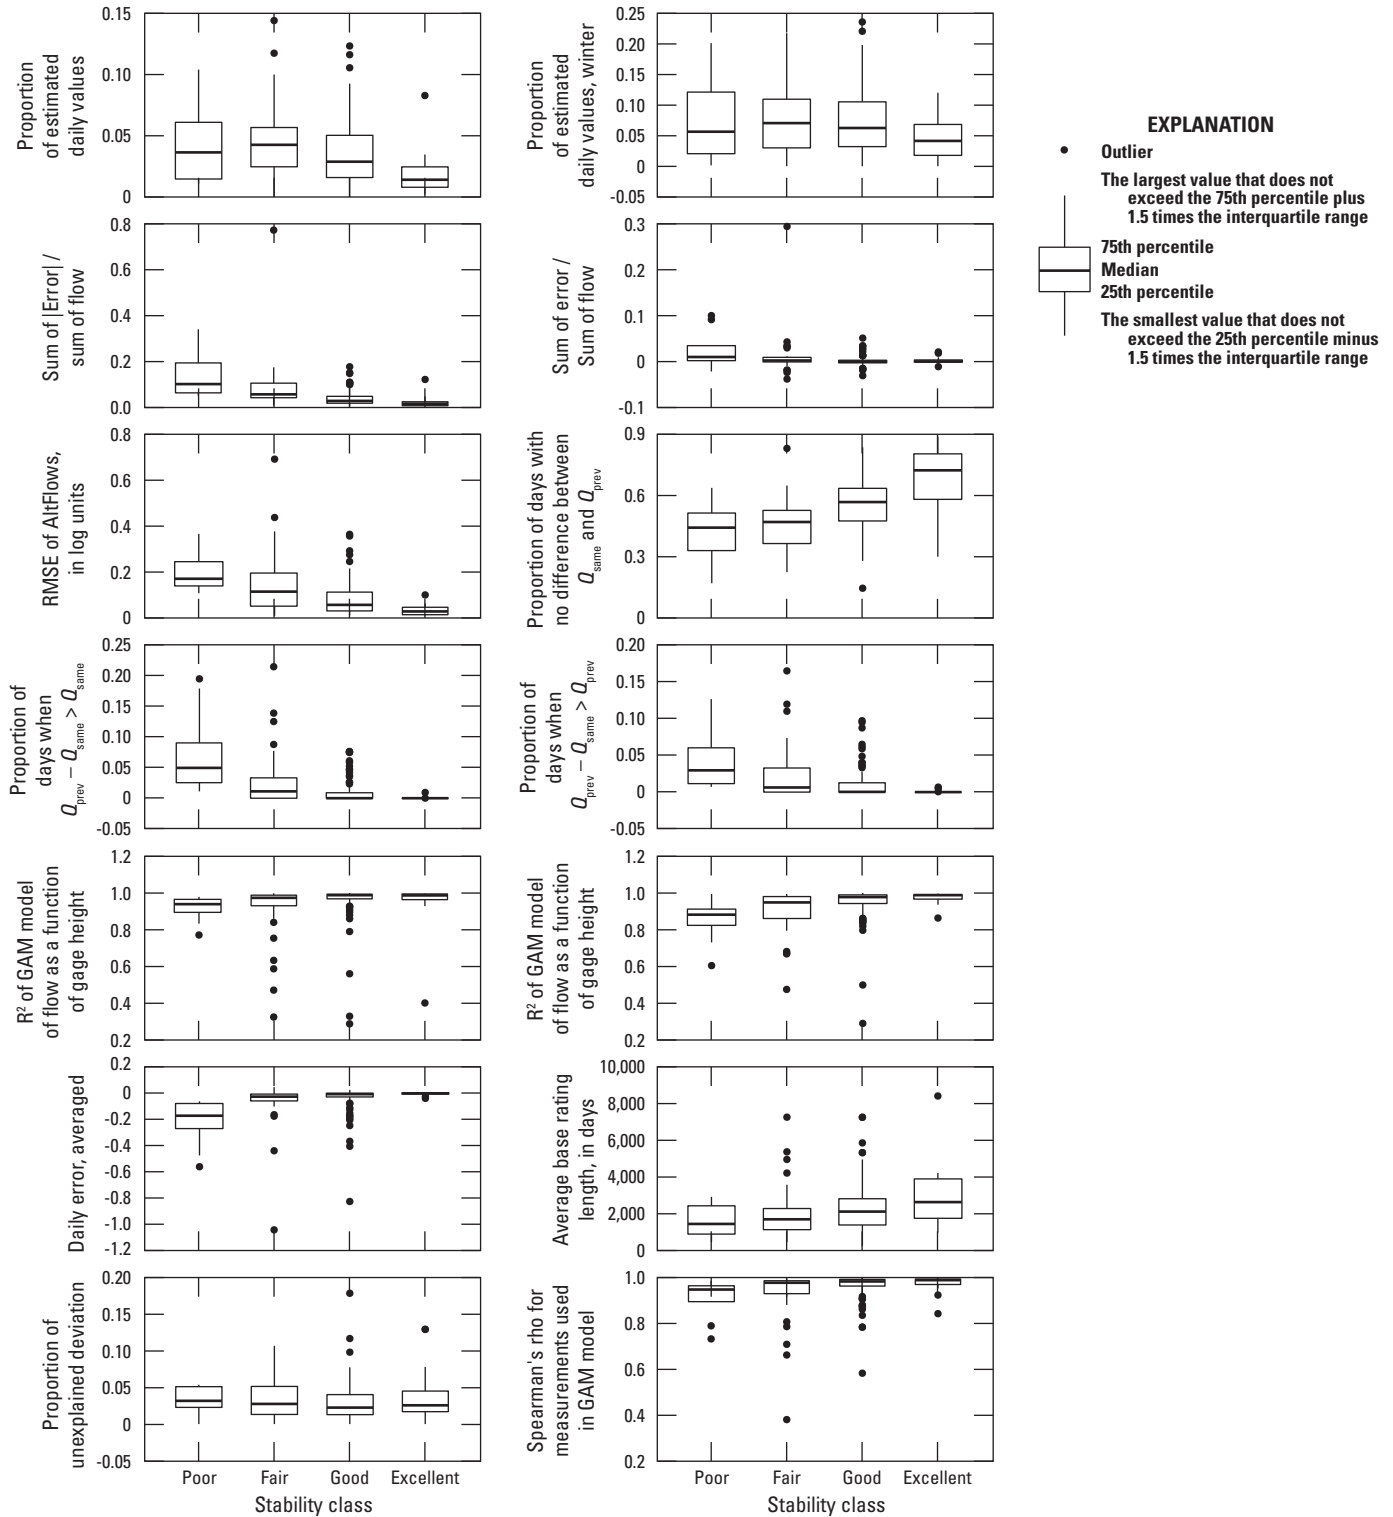 Proportion
of estimated
daily values
0.15
0.10
0.05
0
Proportion
of estimated
daily values, winter
0.25
0.20
0.15
0.10
0.05
0
-0.05
EXPLANATION
Outlier
The largest value that does not
exceed the 75th percentile plus
1.5 times the interquartile range
75th percentile
Median
25th percentile
The smallest value that does not
exceed the 25th percentile minus
1.5 times the interquartile range
Sum of |Error| /
sum of flow
0.8
0.6
0.4
0.2
0.0
Sum of error /
Sum of flow
0.3
0.2
0.1
0
-0.1
RMSE of AltFlows,
in log units
0.8
0.6
0.4
0.2
0
Proportion of days with
no difference between
Qsame and Qprev
0.9
0.6
0.3
0
Proportion of
days when
Qprev – Qsame > Qsame
0.25
0.20
0.15
0.10
0.05
0
-0.05
Proportion of
days when
Qprev – Qsame > Qprev
0.20
0.15
0.10
0.05
0
-0.05
R² of GAM model
of flow as a function
of gage height
1.2
1.0
0.8
0.6
0.4
0.2
R² of GAM model
of flow as a function
of gage height
1.2
1.0
0.8
0.6
0.4
0.2
Daily error, averaged
0.2
0
-0.2
-0.4
-0.6
-0.8
-1.0
-1.2
Average base rating
length, in days
10,000
8,000
6,000
4,000
2,000
0
Proportion of
unexplained deviation
0.20
0.15
0.10
0.05
0
-0.05
Spearman's rho for
measurements used
in GAM model
1.0
0.8
0.6
0.4
0.2
Poor Fair Good Excellent
Stability class
Poor Fair Good Excellent
Stability class